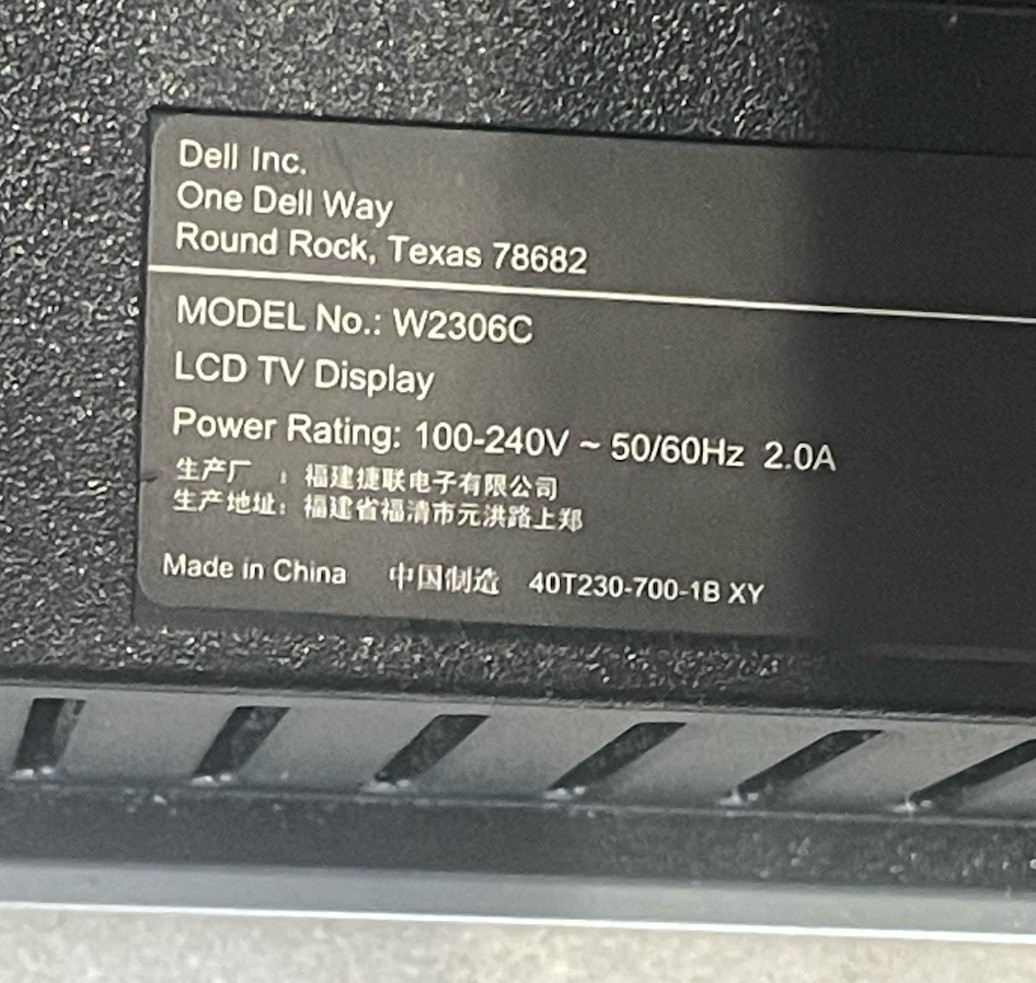 Dell Inc.
One Dell Way
Round Rock, Texas 78682
MODEL No.: W2306C
LCD TV Display
Power Rating: 100-240V ~ 50/60Hz 2.0A
生产厂 ：福建捷联电子有限公司
生产地址：福建省福清市元洪路上郑
Made in China 中国制造 40T230-700-1B XY